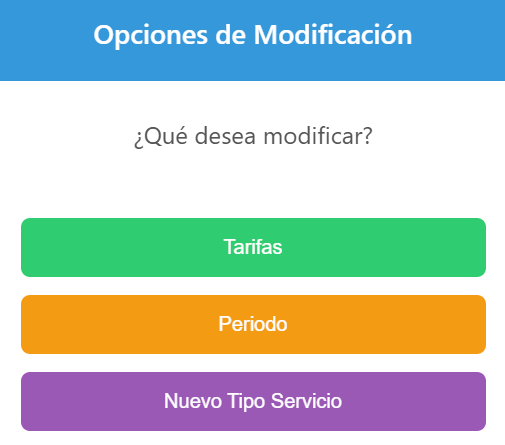 Opciones de Modificación
¿Qué desea modificar?
Tarifas
Periodo
Nuevo Tipo Servicio